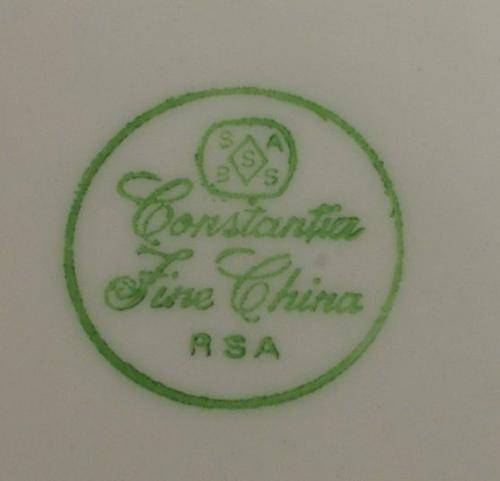 S A
S
B S
Constantia
Fine China
RSA